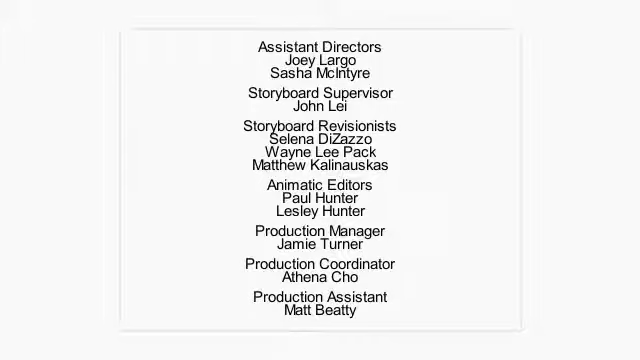 Assistant Directors
Joey Largo
Sasha McIntyre
Storyboard Supervisor
John Lei
Storyboard Revisionists
Selena DiZazzo
Wayne Lee Pack
Matthew Kalinauskas
Animatic Editors
Paul Hunter
Lesley Hunter
Production Manager
Jamie Turner
Production Coordinator
Athena Cho
Production Assistant
Matt Beatty